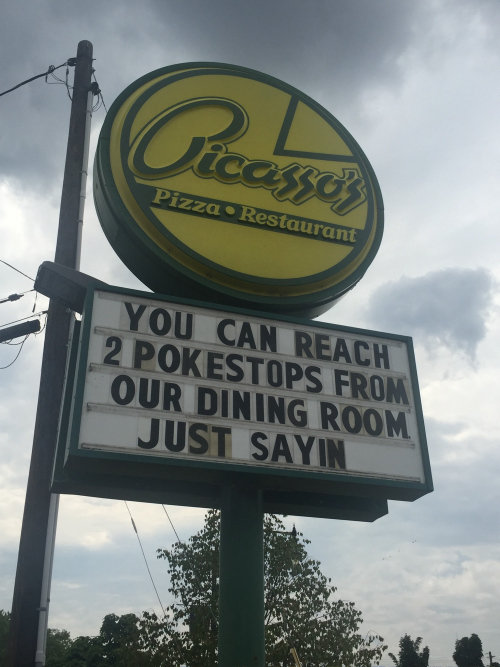 Picasso's
Pizza • Restaurant
YOU CAN REACH
2 POKESTOPS FROM
OUR DINING ROOM.
JUST SAYIN